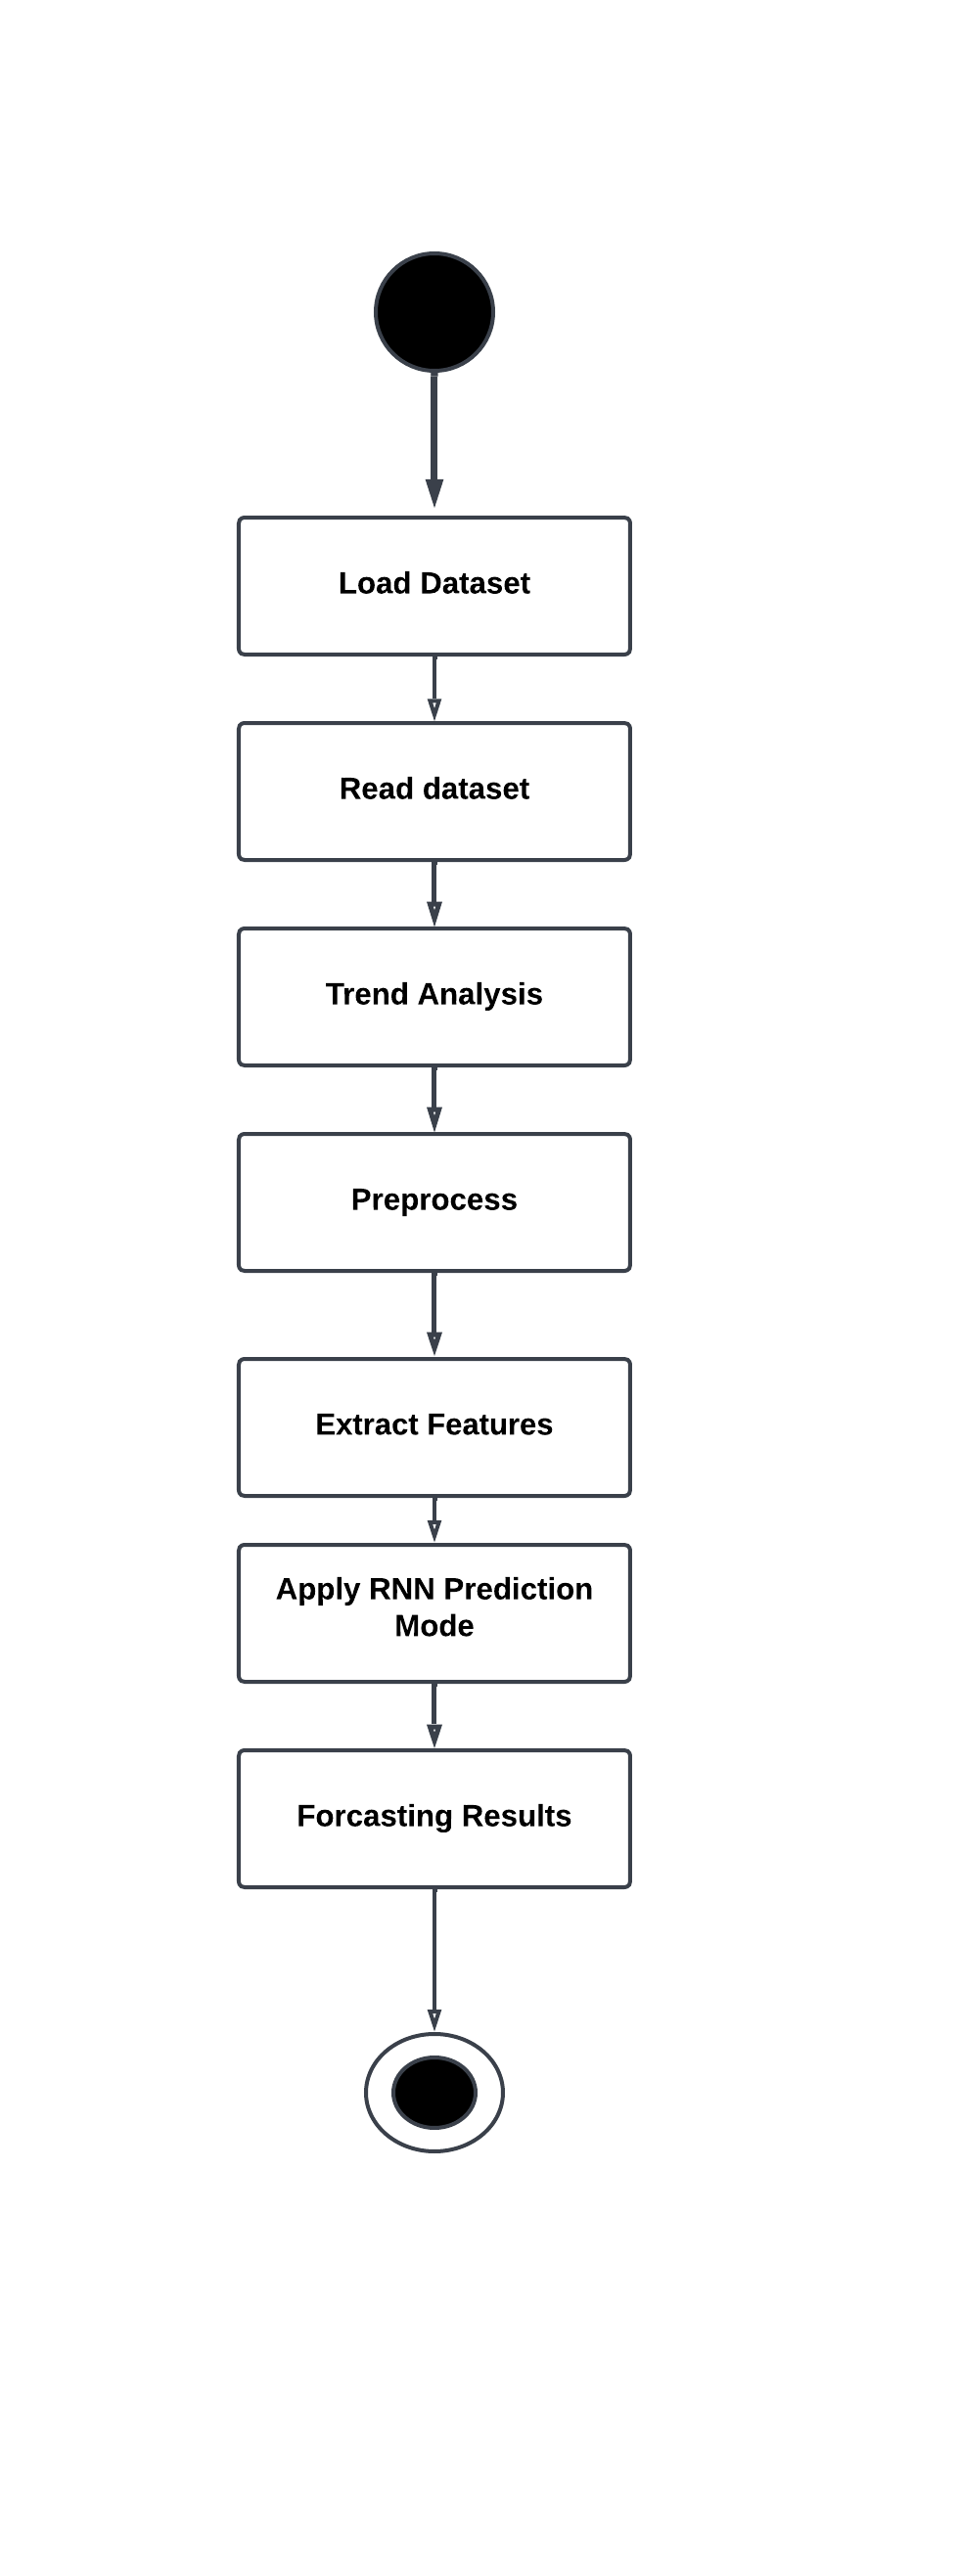 Load Dataset
Read dataset
Trend Analysis
Preprocess
Extract Features
Apply RNN Prediction
Mode
Forcasting Results